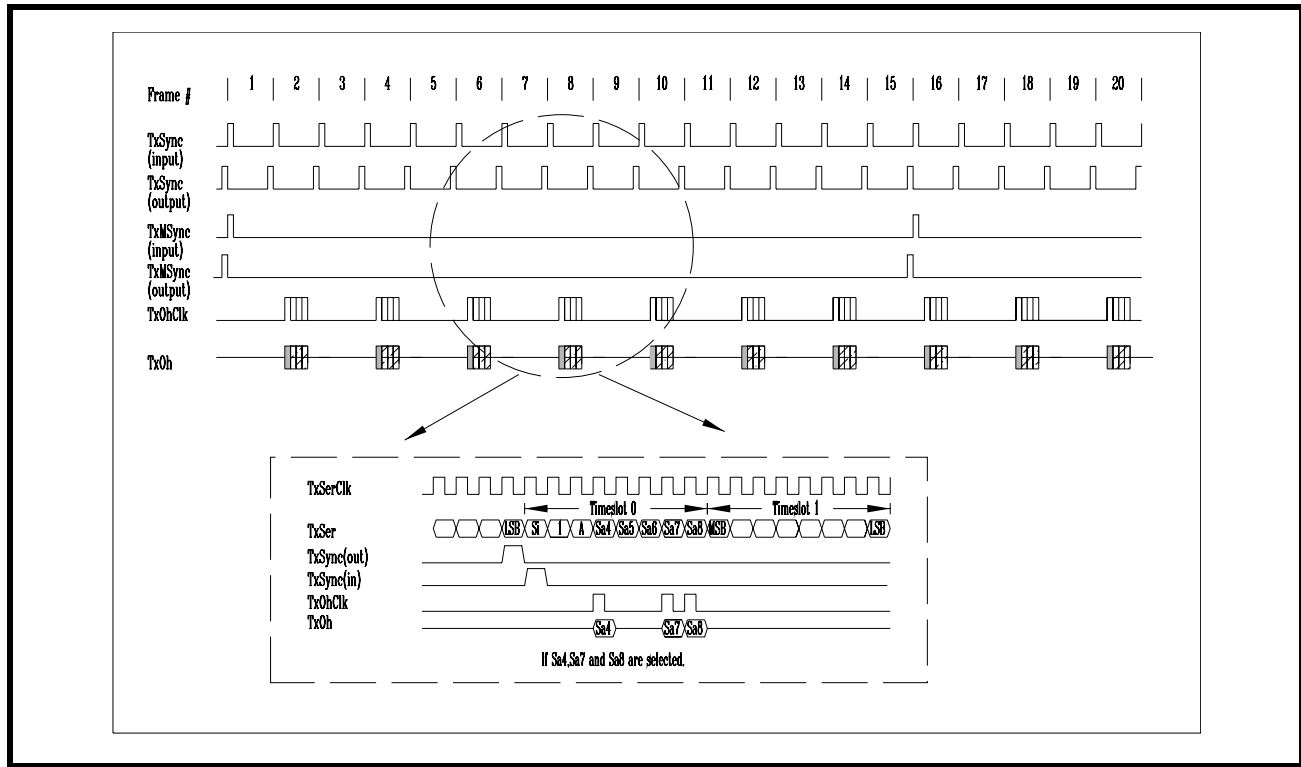 Frame # 1 2 3 4 5 6 7 8 9 10 11 12 13 14 15 16 17 18 19 20
TxSync
(input)
TxSync
(output)
TxMSync
(input)
TxMSync
(output)
TxOhClk
TxOh
TxSerClk
Timeslot 0 Timeslot 1
TxSer LSB Si 1 A Sa4 Sa5 Sa6 Sa7 Sa8 MSB LSB
TxSync(out)
TxSync(in)
TxOhClk
TxOh Sa4 Sa7 Sa8
If Sa4,Sa7 and Sa8 are selected.